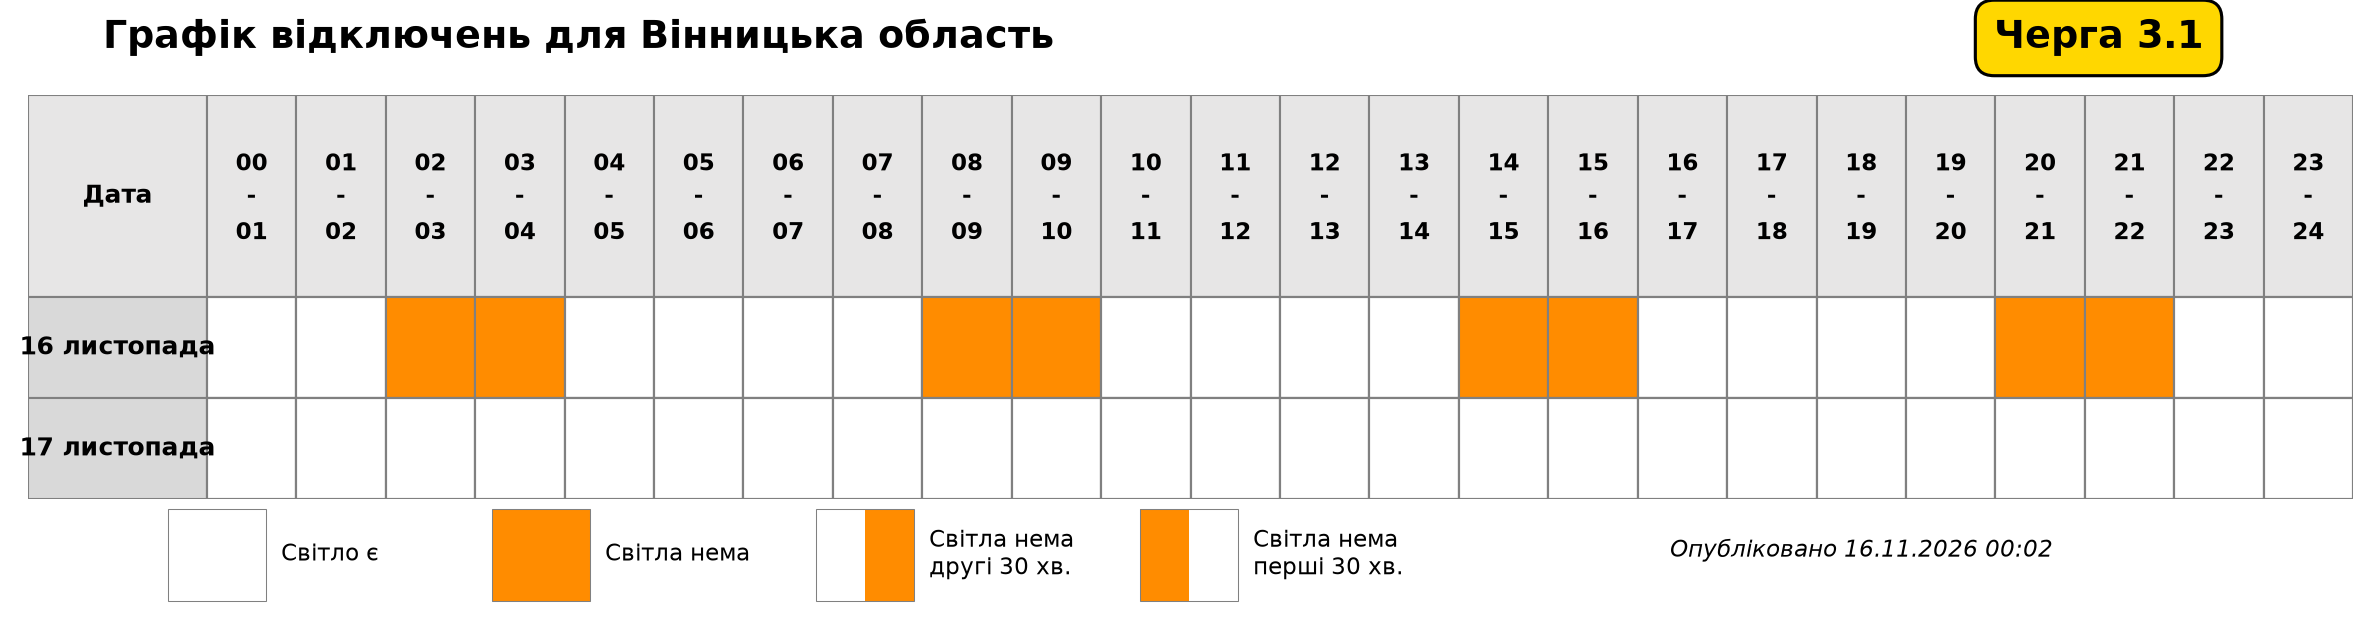 Графік відключень для Вінницька область
Черга 3.1
Дата
00 - 01
01 - 02
02 - 03
03 - 04
04 - 05
05 - 06
06 - 07
07 - 08
08 - 09
09 - 10
10 - 11
11 - 12
12 - 13
13 - 14
14 - 15
15 - 16
16 - 17
17 - 18
18 - 19
19 - 20
20 - 21
21 - 22
22 - 23
23 - 24
16 листопада
17 листопада
Світло є
Світла нема
Світла нема
другі 30 хв.
Світла нема
перші 30 хв.
Опубліковано 16.11.2026 00:02